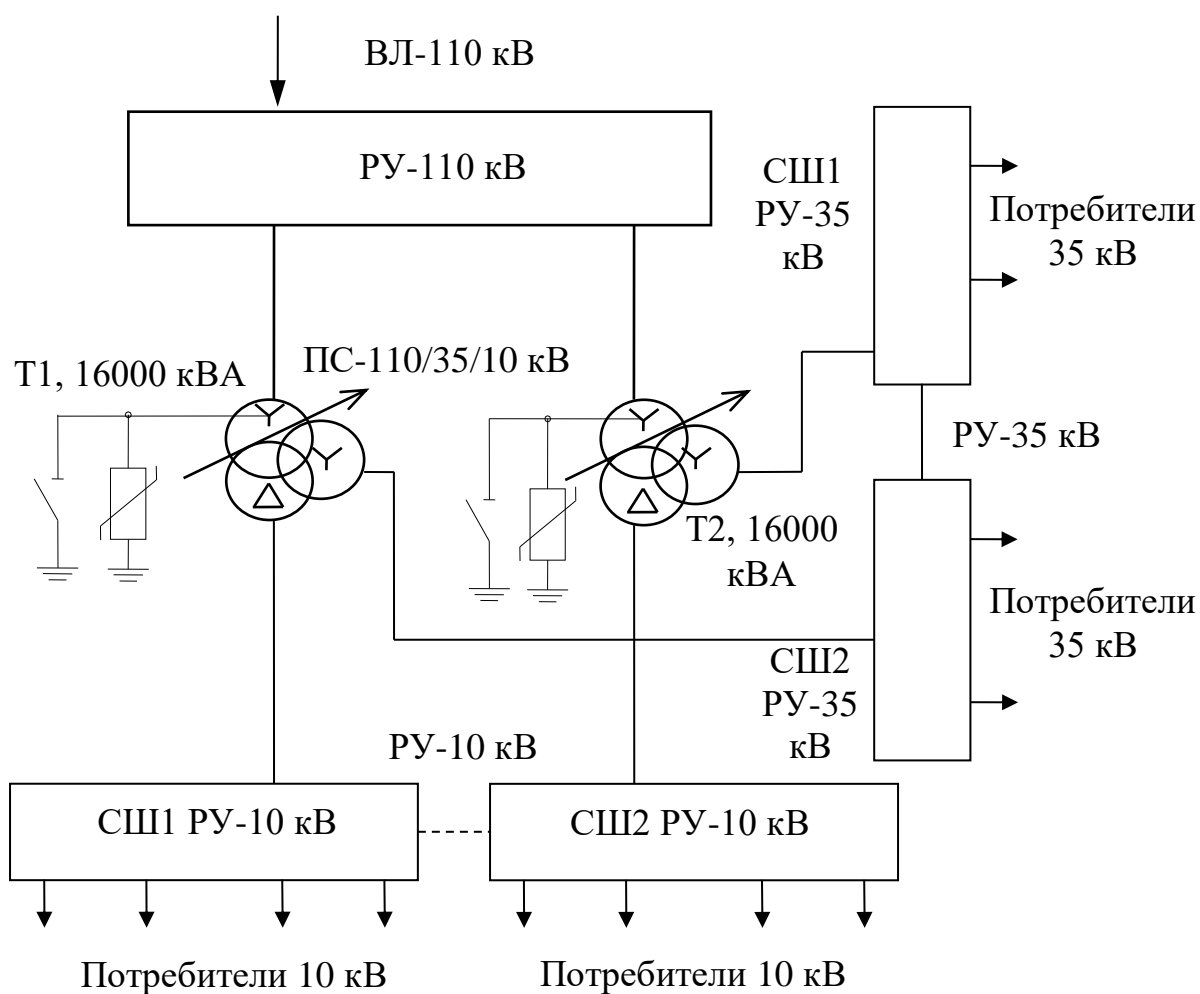 ВЛ-110 кВ
РУ-110 кВ
СШ1
РУ-35
кВ
Потребители
35 кВ
Т1, 16000 кВА
ПС-110/35/10 кВ
РУ-35 кВ
Т2, 16000
кВА
Потребители
35 кВ
СШ2
РУ-35
кВ
РУ-10 кВ
СШ1 РУ-10 кВ
СШ2 РУ-10 кВ
Потребители 10 кВ
Потребители 10 кВ